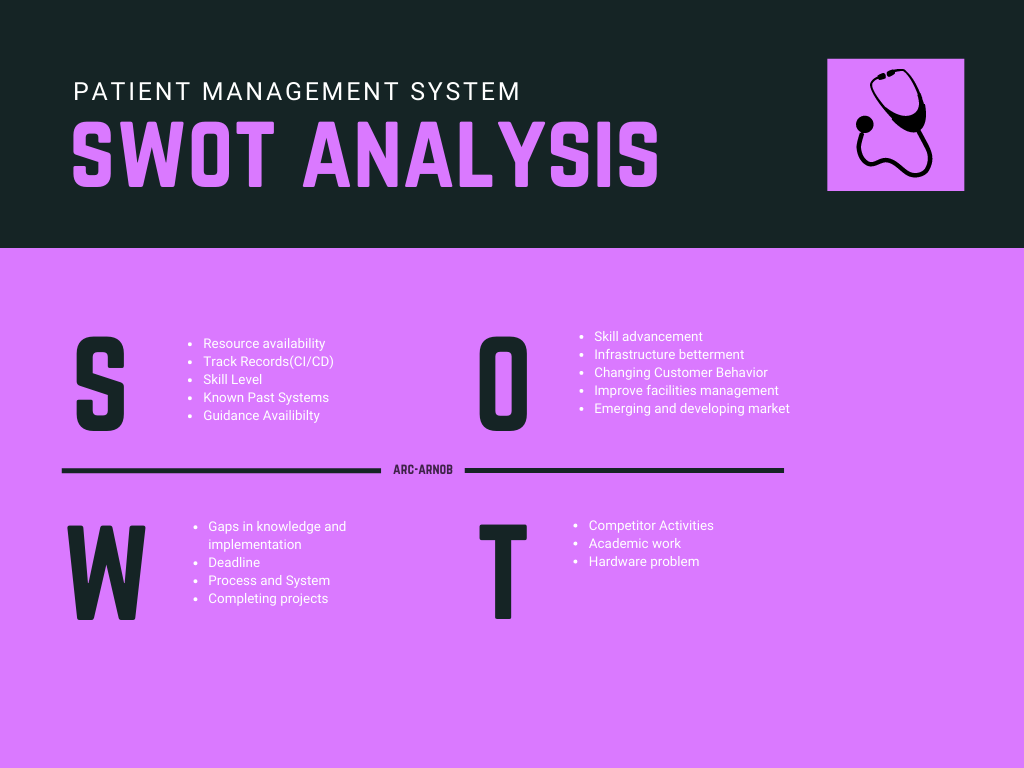 PATIENT MANAGEMENT SYSTEM
SWOT ANALYSIS
S
• Resource availability
• Track Records(CI/CD)
• Skill Level
• Known Past Systems
• Guidance Availibilty
O
• Skill advancement
• Infrastructure betterment
• Changing Customer Behavior
• Improve facilities management
• Emerging and developing market
ARC-ARNOB
W
• Gaps in knowledge and
implementation
• Deadline
• Process and System
• Completing projects
T
• Competitor Activities
• Academic work
• Hardware problem